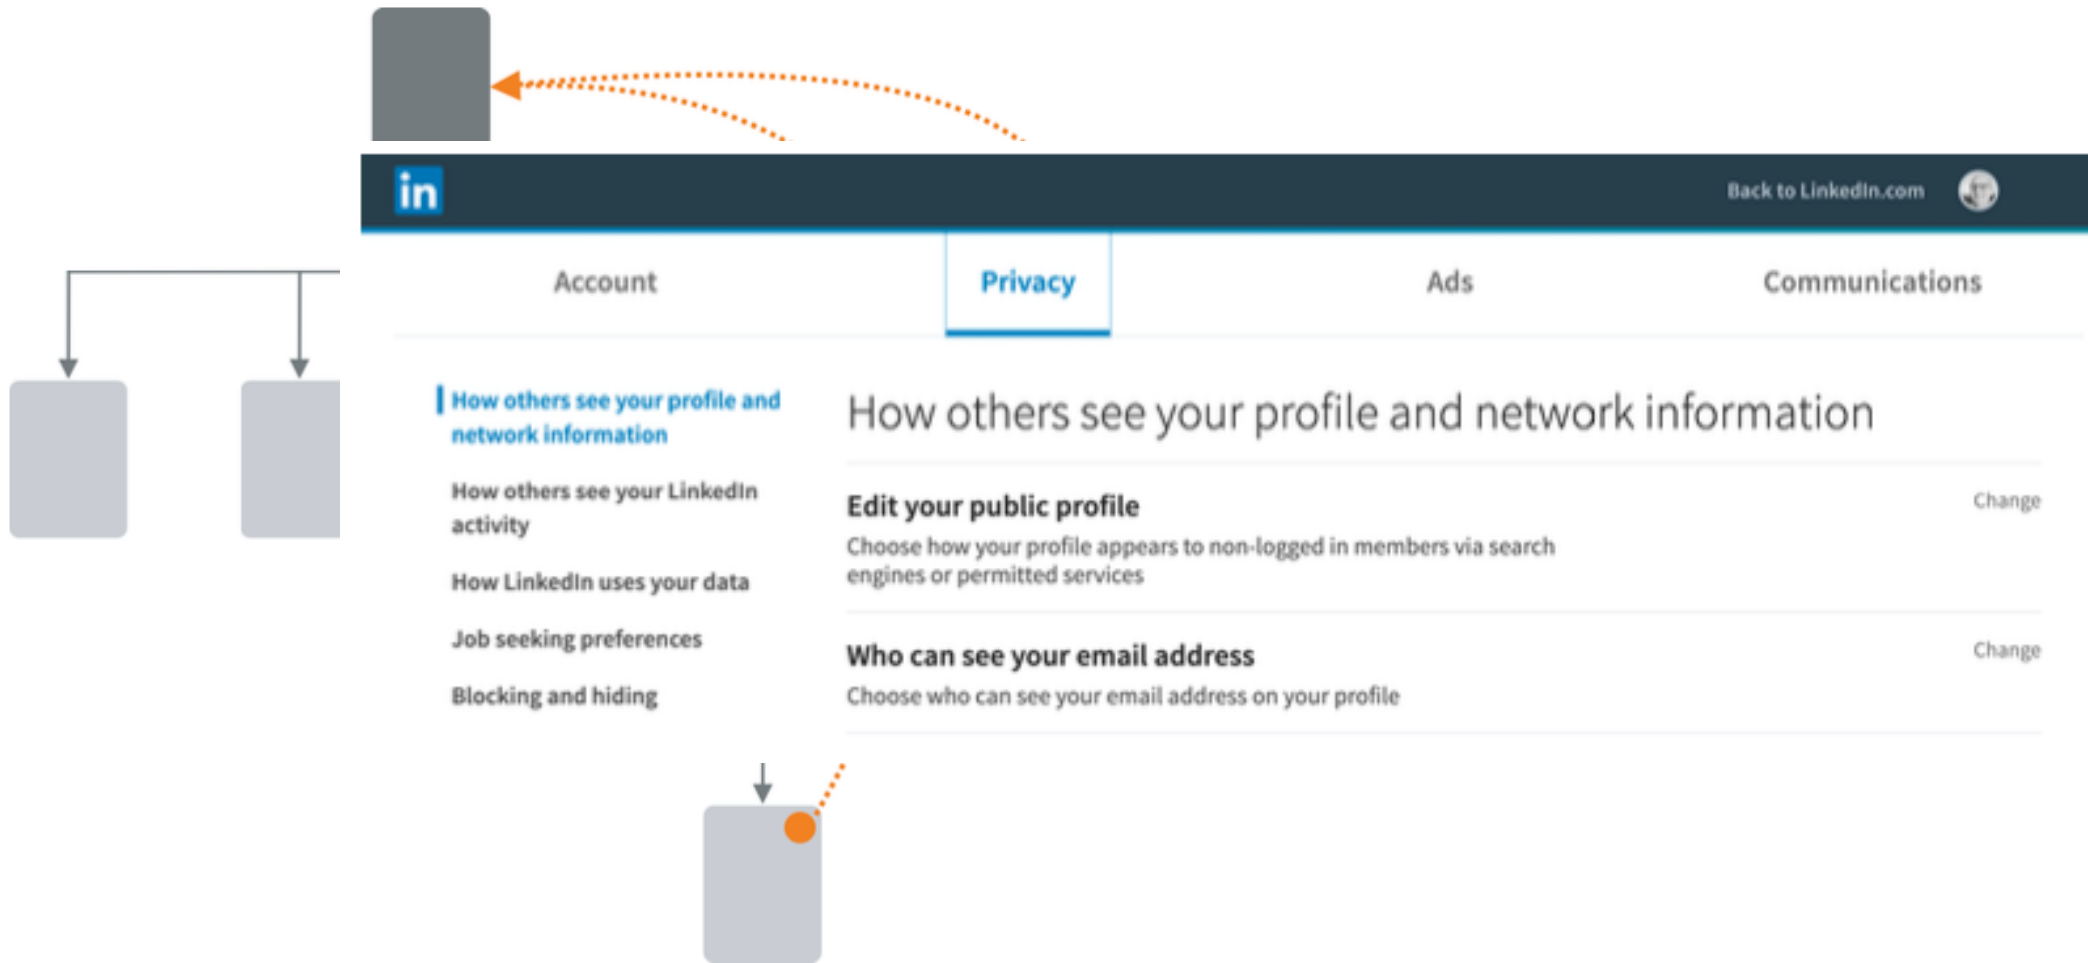 in
Back to LinkedIn.com
Account
Privacy
Ads
Communications
How others see your profile and
network information
How others see your LinkedIn
activity
How LinkedIn uses your data
Job seeking preferences
Blocking and hiding
How others see your profile and network information
Edit your public profile
Change
Choose how your profile appears to non-logged in members via search
engines or permitted services
Who can see your email address
Change
Choose who can see your email address on your profile